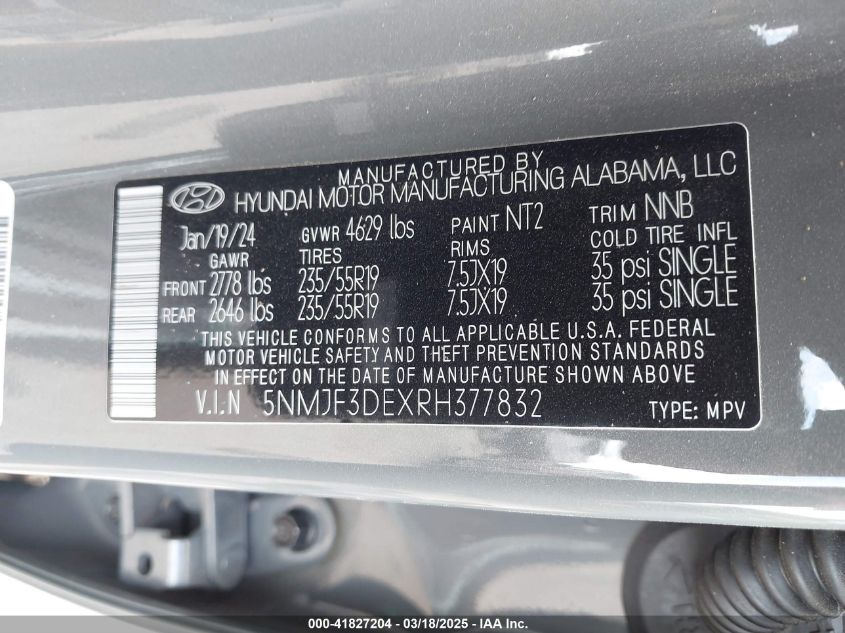 MANUFACTURED BY
HYUNDAI MOTOR MANUFACTURING ALABAMA, LLC
Jan/19/24 GVWR 4629 lbs PAINT NT2 TRIM NNB
GAWR TIRES RIMS COLD TIRE INFL
FRONT 2778 lbs 235/55R19 7.5JX19 35 psi SINGLE
REAR 2646 lbs 235/55R19 7.5JX19 35 psi SINGLE
THIS VEHICLE CONFORMS TO ALL APPLICABLE U.S.A. FEDERAL
MOTOR VEHICLE SAFETY AND THEFT PREVENTION STANDARDS
IN EFFECT ON THE DATE OF MANUFACTURE SHOWN ABOVE
V.I.N 5NMJF3DEXRH377832 TYPE: MPV
000-41827204 - 03/18/2025 - IAA Inc.